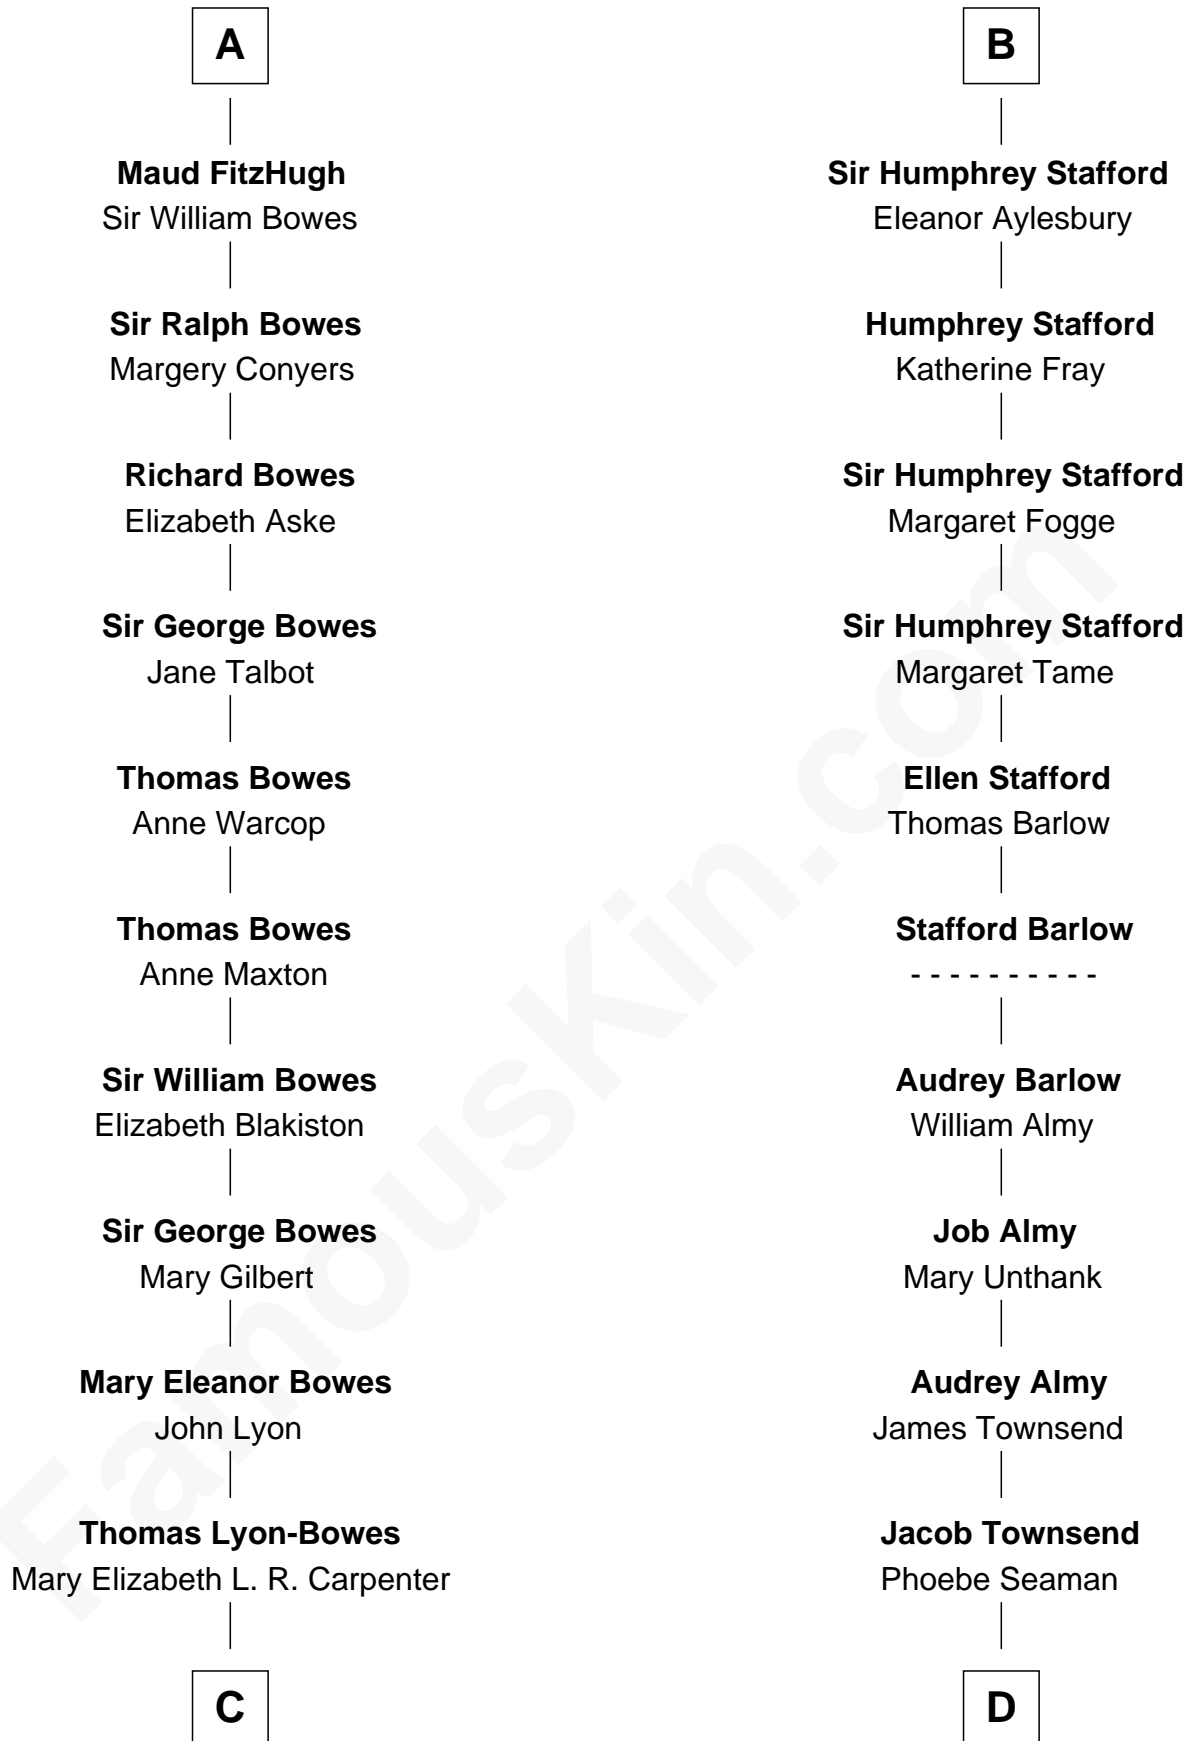 A
Maud FitzHugh
Sir William Bowes
Sir Ralph Bowes
Margery Conyers
Richard Bowes
Elizabeth Aske
Sir George Bowes
Jane Talbot
Thomas Bowes
Anne Warcop
Thomas Bowes
Anne Maxton
Sir William Bowes
Elizabeth Blakiston
Sir George Bowes
Mary Gilbert
Mary Eleanor Bowes
John Lyon
Thomas Lyon-Bowes
Mary Elizabeth L. R. Carpenter
C
B
Sir Humphrey Stafford
Eleanor Aylesbury
Humphrey Stafford
Katherine Fray
Sir Humphrey Stafford
Margaret Fogge
Sir Humphrey Stafford
Margaret Tame
Ellen Stafford
Thomas Barlow
Stafford Barlow
- - - - - - - - - -
Audrey Barlow
William Almy
Job Almy
Mary Unthank
Audrey Almy
James Townsend
Jacob Townsend
Phoebe Seaman
D
FamousKin.com